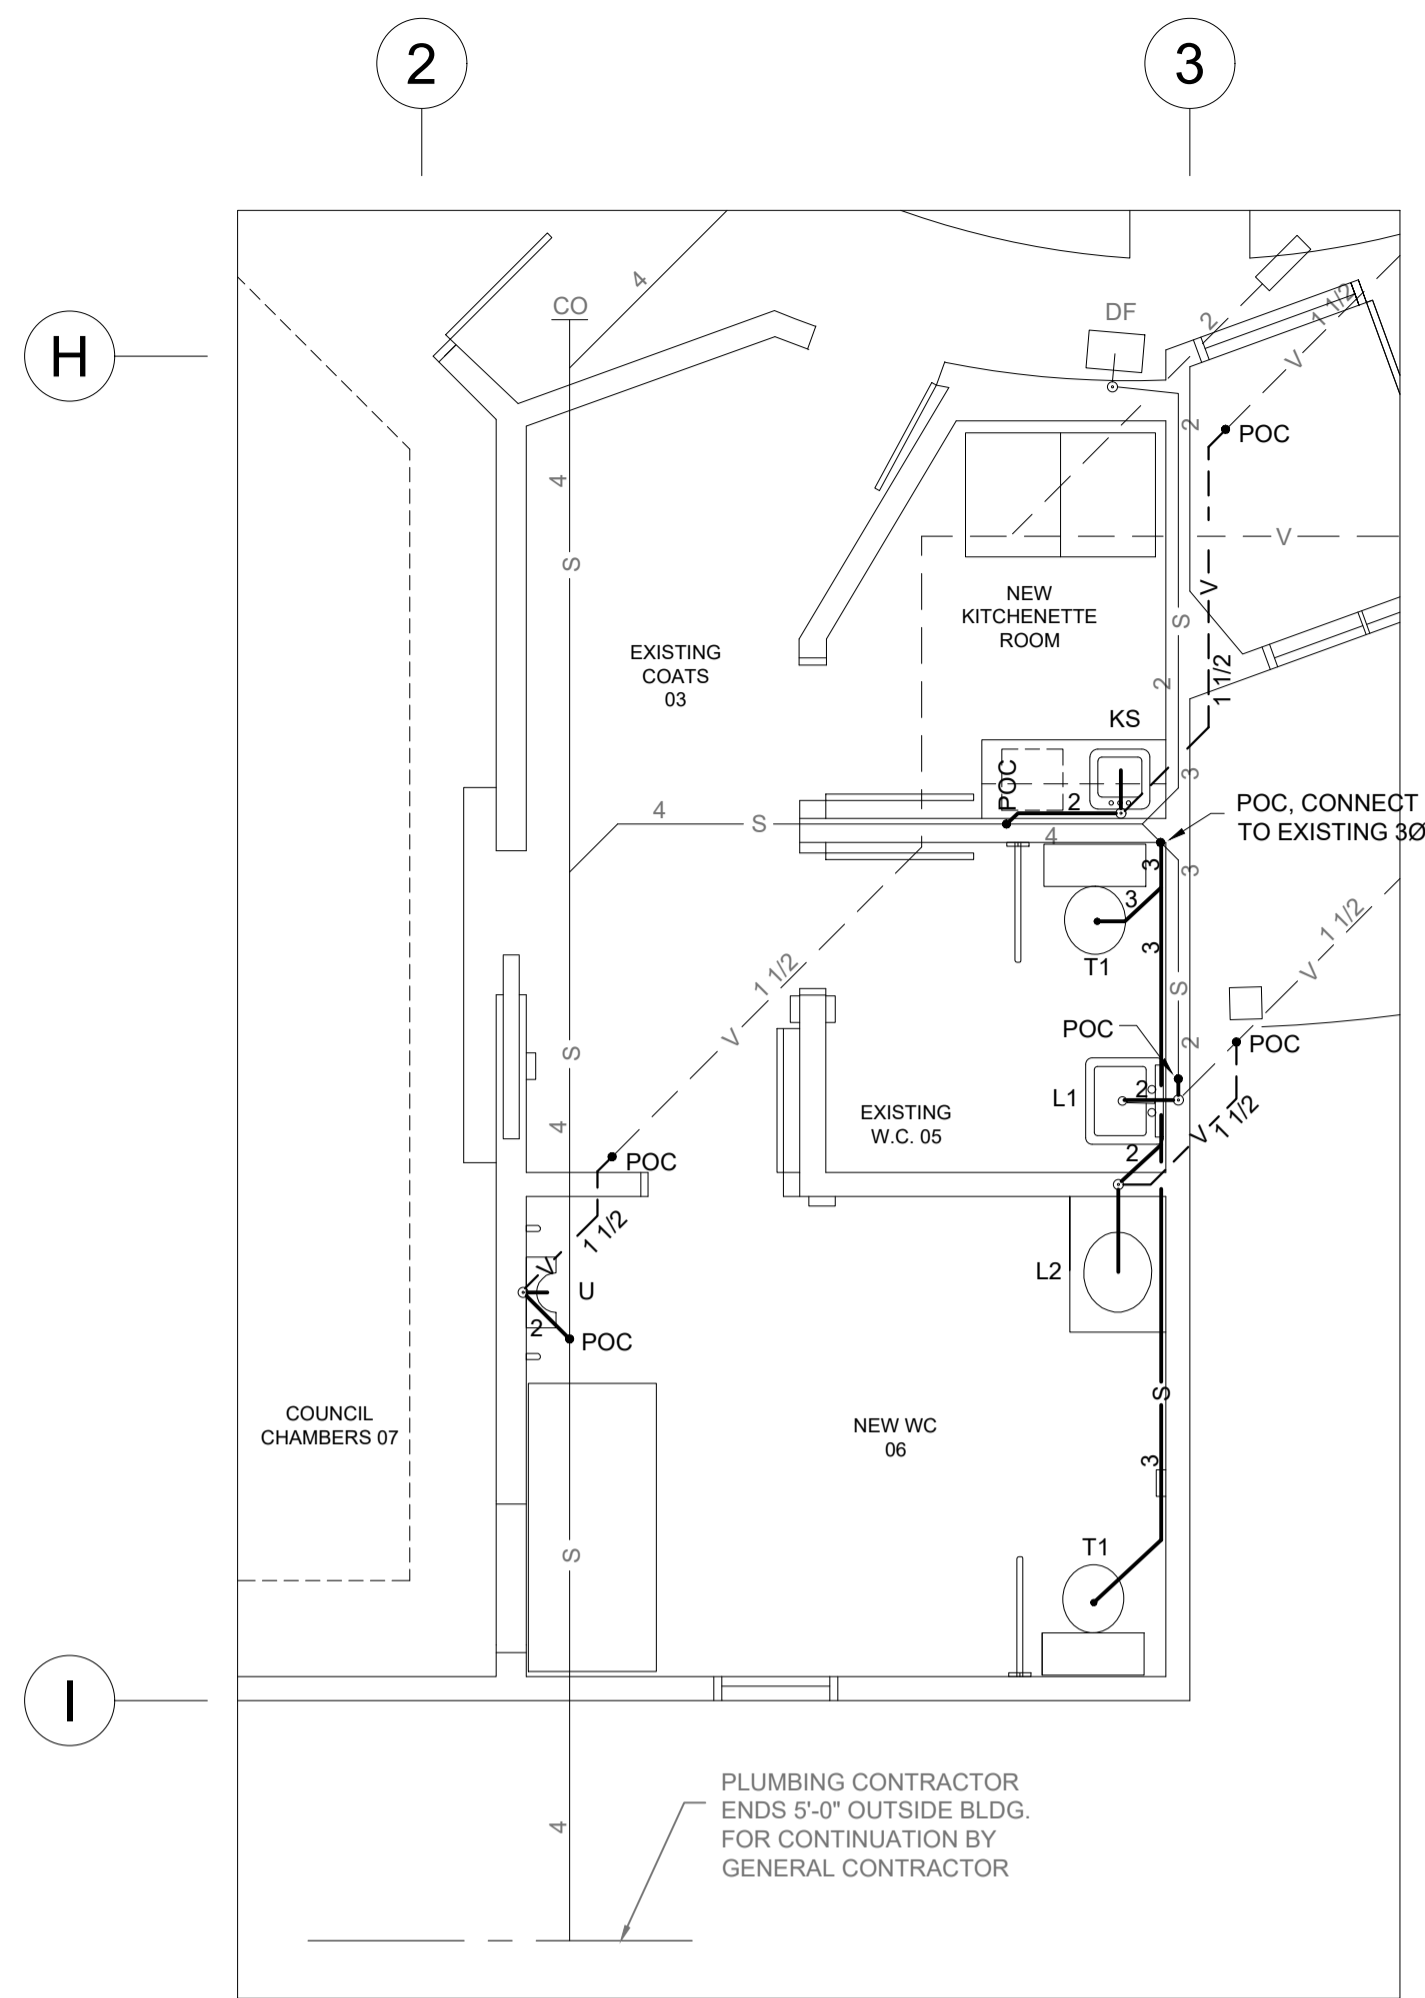 2
3
H
CO
4
DF
2
1 1/2
V
2
POC
4
S
V
NEW
KITCHENETTE
ROOM
V
S
EXISTING
COATS
03
1 1/2
2
KS
3
POC
2
4
S
4
POC, CONNECT
TO EXISTING 3Ø
3
3
3
3
1 1/2
V
T1
1 1/2
V
S
POC
2
POC
S
4
L1
2
EXISTING
W.C. 05
V
1 1/2
2
POC
1 1/2
V
U
L2
2
POC
COUNCIL
CHAMBERS 07
NEW WC
06
S
3
S
T1
I
PLUMBING CONTRACTOR
ENDS 5'-0" OUTSIDE BLDG.
FOR CONTINUATION BY
GENERAL CONTRACTOR
4